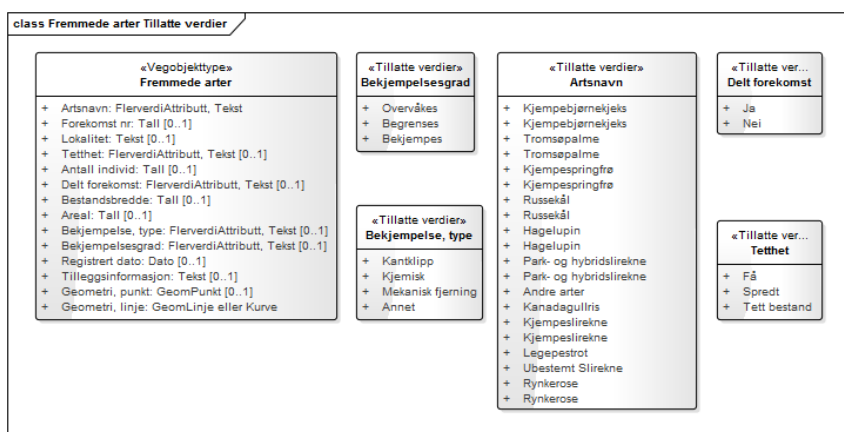 class Fremmede arter Tillatte verdier
«Vegobjekttype»
Fremmede arter
+ Artsnavn: FlerverdiAttributt, Tekst
+ Forekomst nr: Tall [0..1]
+ Lokalitet: Tekst [0..1]
+ Tetthet: FlerverdiAttributt, Tekst [0..1]
+ Antall individ: Tall [0..1]
+ Delt forekomst: FlerverdiAttributt, Tekst [0..1]
+ Bestandsbredde: Tall [0..1]
+ Areal: Tall [0..1]
+ Bekjempelse, type: FlerverdiAttributt, Tekst [0..1]
+ Bekjempelsesgrad: FlerverdiAttributt, Tekst [0..1]
+ Registrert dato: Dato [0..1]
+ Tilleggsinformasjon: Tekst [0..1]
+ Geometri, punkt: GeomPunkt [0..1]
+ Geometri, linje: GeomLinje eller Kurve
«Tillatte verdier»
Bekjempelsesgrad
+ Overvåkes
+ Begrenses
+ Bekjempes
«Tillatte verdier»
Bekjempelse, type
+ Kantklipp
+ Kjemisk
+ Mekanisk fjerning
+ Annet
«Tillatte verdier»
Artsnavn
+ Kjempebjørnekjeks
+ Kjempebjørnekjeks
+ Tromsøpalme
+ Tromsøpalme
+ Kjempespringfrø
+ Kjempespringfrø
+ Russekål
+ Russekål
+ Hagelupin
+ Hagelupin
+ Park- og hybridslirekne
+ Park- og hybridslirekne
+ Andre arter
+ KanadagullIris
+ Kjempeslirekne
+ Kjempeslirekne
+ Legepestrot
+ Ubestemt Slirekne
+ Rynkerose
+ Rynkerose
«Tillatte ver...
Delt forekomst
+ Ja
+ Nei
«Tillatte ver...
Tetthet
+ Få
+ Spredt
+ Tett bestand